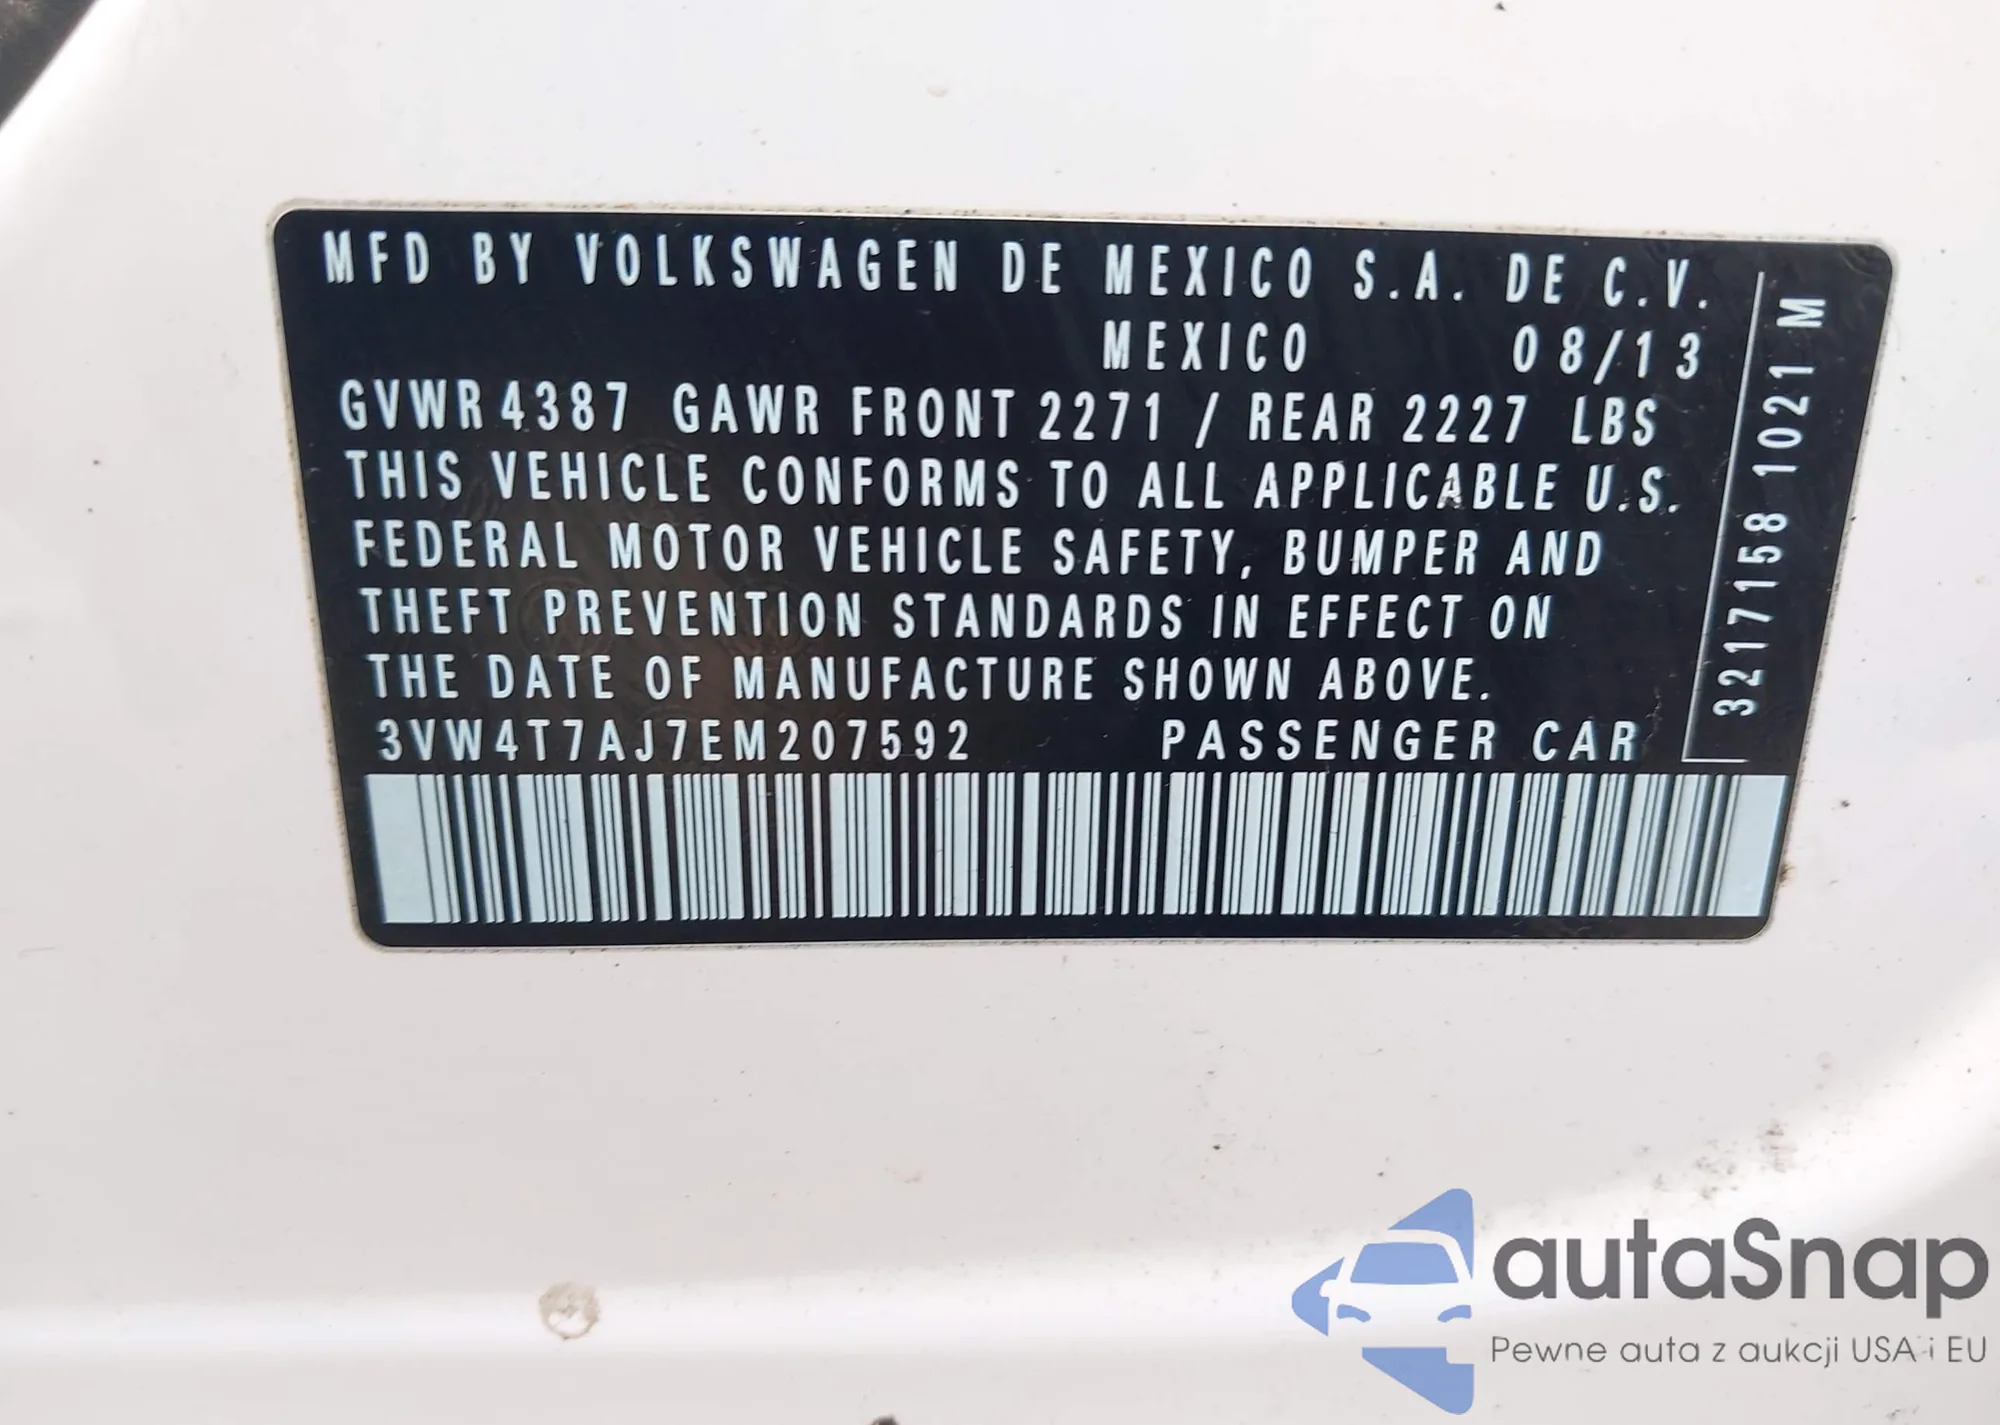 MFD BY VOLKSWAGEN DE MEXICO S.A. DE C.V.
MEXICO 08/13
GVWR 4387 GAWR FRONT 2271 / REAR 2227 LBS
THIS VEHICLE CONFORMS TO ALL APPLICABLE U.S.
FEDERAL MOTOR VEHICLE SAFETY, BUMPER AND
THEFT PREVENTION STANDARDS IN EFFECT ON
THE DATE OF MANUFACTURE SHOWN ABOVE.
3VW4T7AJ7EM207592 PASSENGER CAR
3217158 1021 M
autaSnap
Pewne auta z aukcji USA i EU